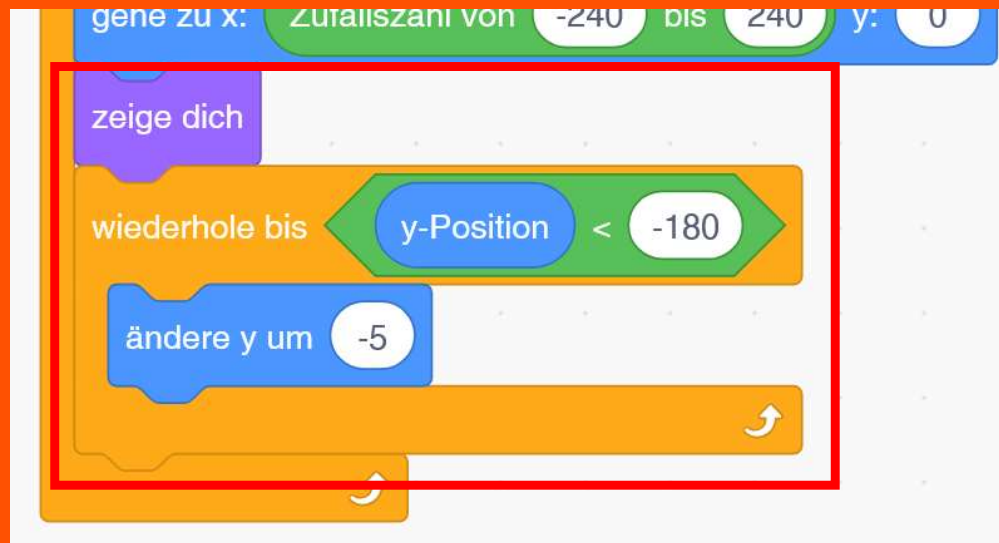 gehe zu x: Zufallszahl von -240 bis 240 y: 0
zeige dich
wiederhole bis y-Position < -180
ändere y um -5